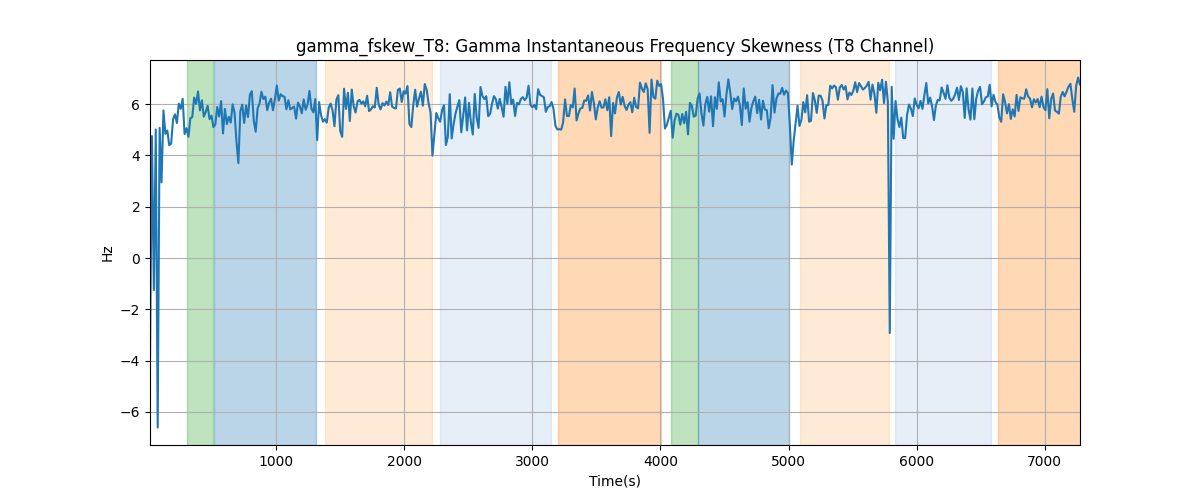 gamma_fskew_T8: Gamma Instantaneous Frequency Skewness (T8 Channel)
6
4
2
0
−2
−4
−6
Hz
1000 2000 3000 4000 5000 6000 7000
Time(s)